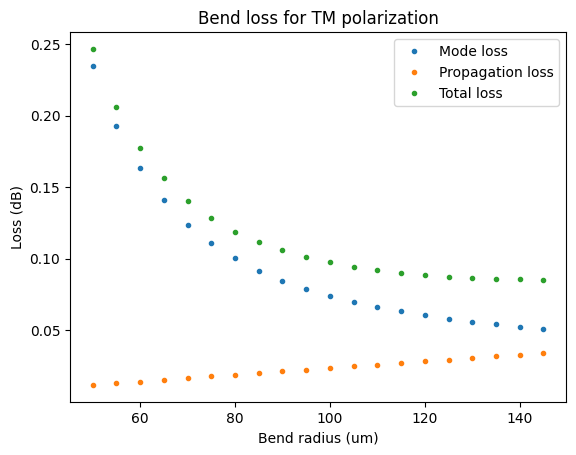 Bend loss for TM polarization
Mode loss
Propagation loss
Total loss
Loss (dB)
0.25
0.20
0.15
0.10
0.05
60 80 100 120 140
Bend radius (um)